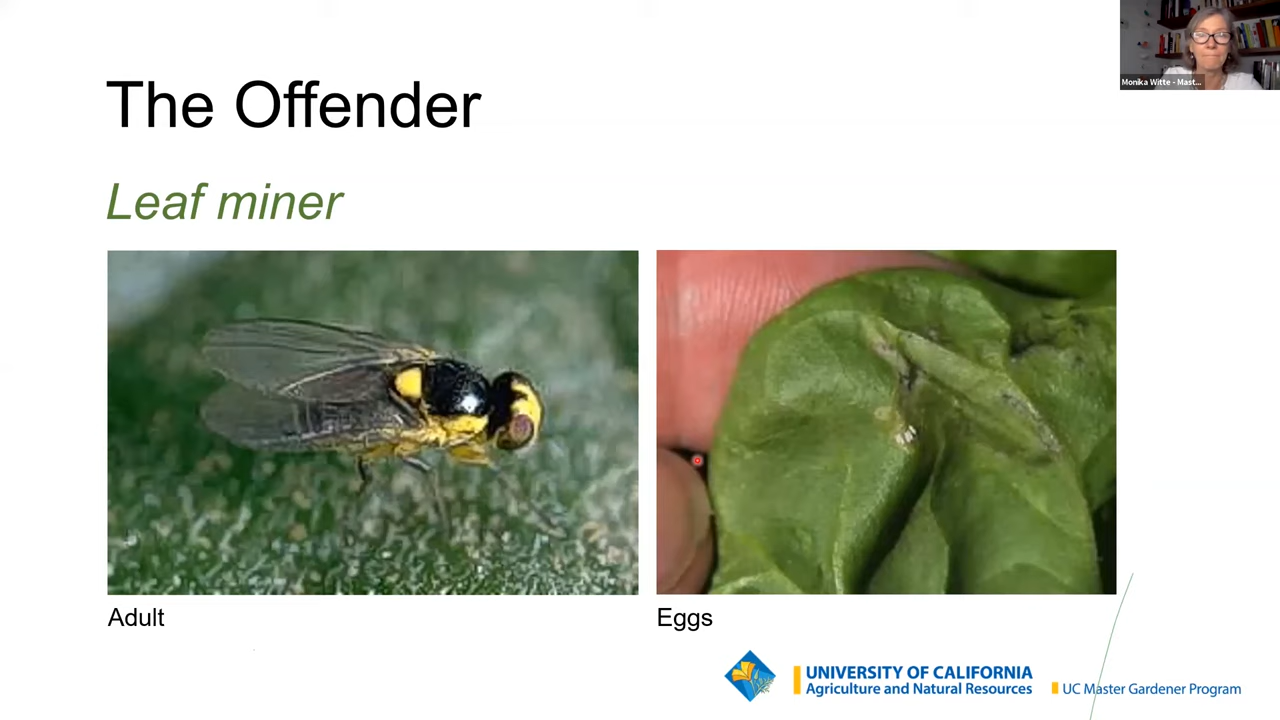 Monika Witte - Mast...
The Offender
Leaf miner
Adult
Eggs
UNIVERSITY OF CALIFORNIA
Agriculture and Natural Resources
UC Master Gardener Program